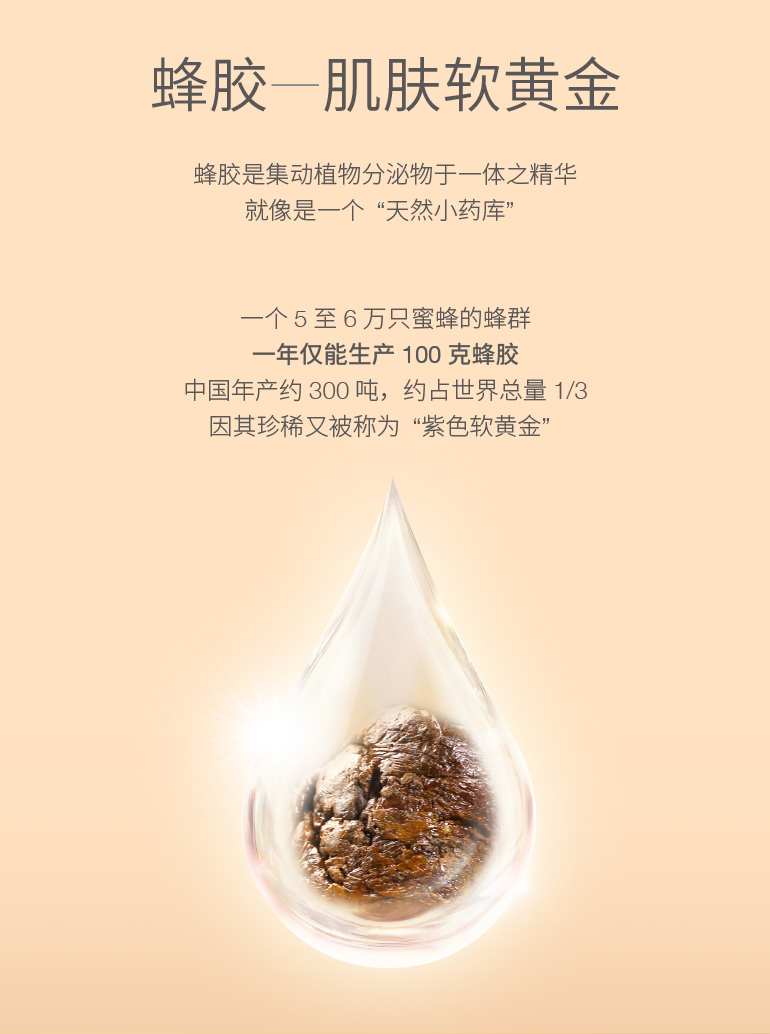 蜂胶—肌肤软黄金
蜂胶是集动植物分泌物于一体之精华
就像是一个“天然小药库”
一个 5 至 6 万只蜜蜂的蜂群
一年仅能生产 100 克蜂胶
中国年产约 300 吨，约占世界总量 1/3
因其珍稀又被称为“紫色软黄金”